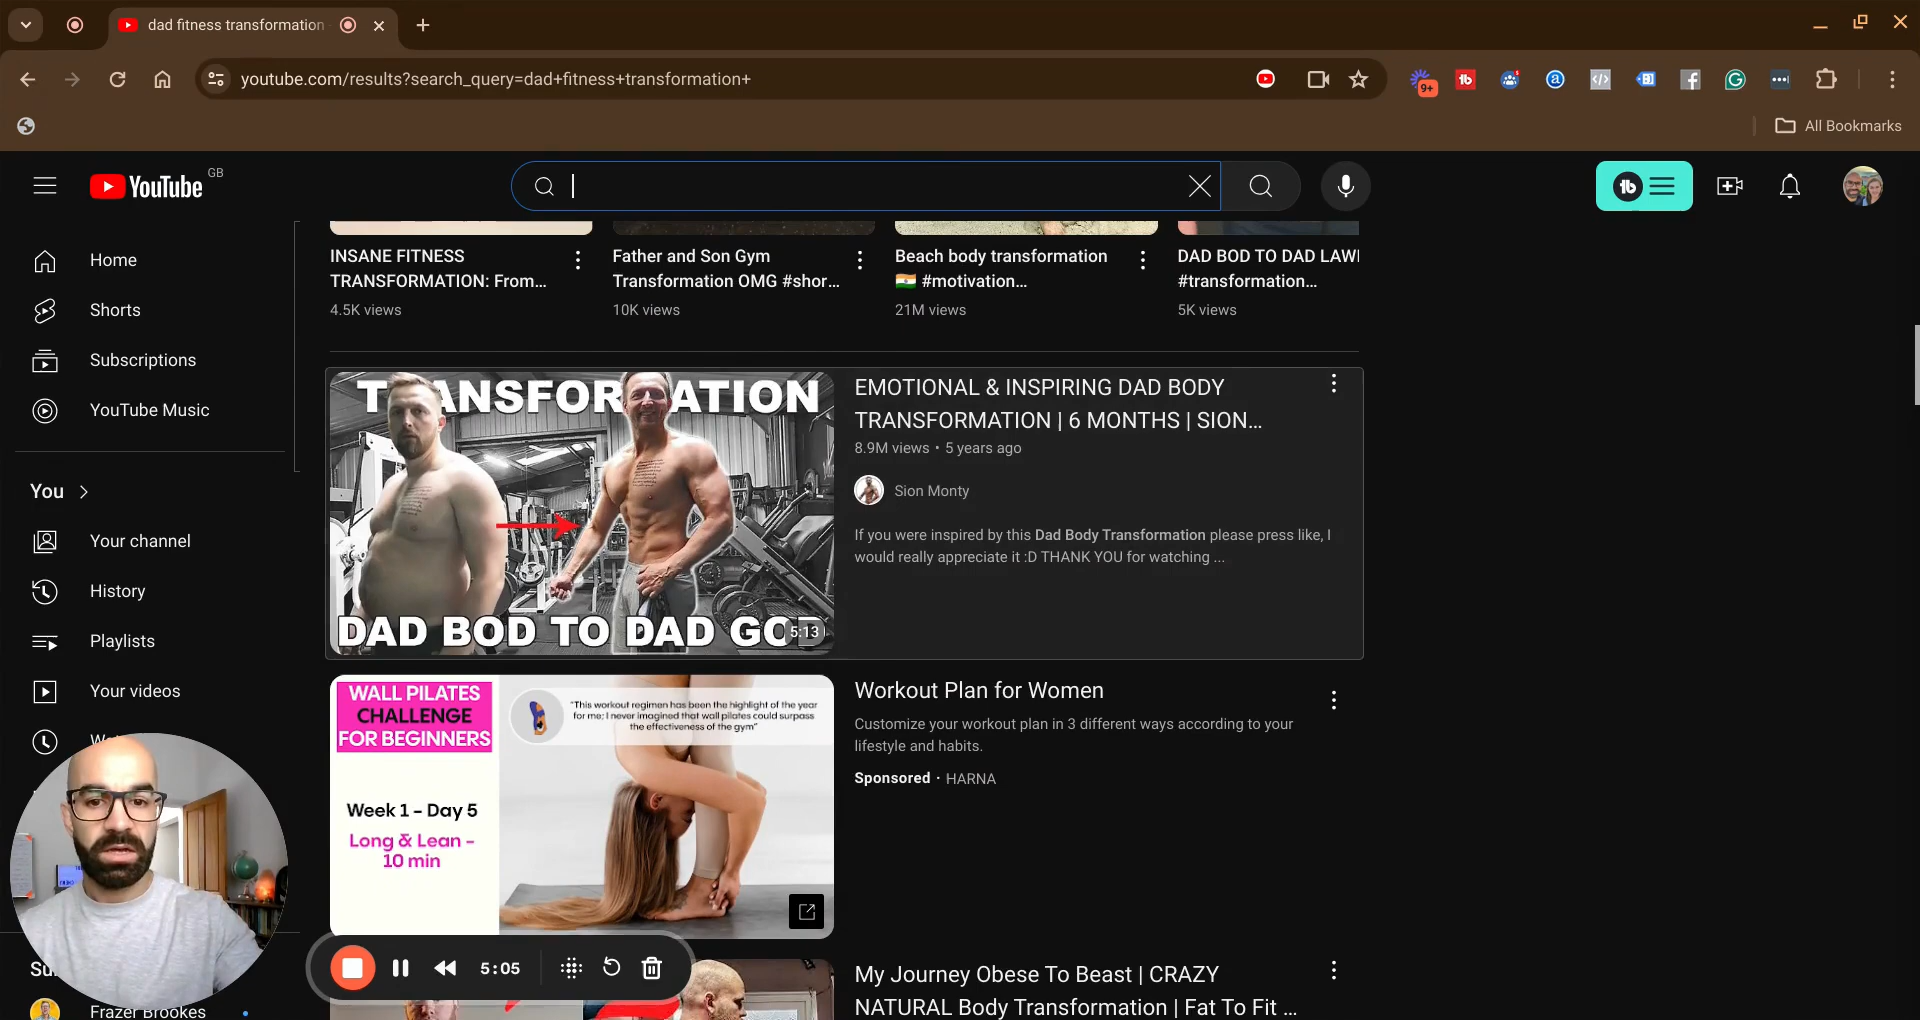 dad fitness transformation
youtube.com/results?search_query=dad+fitness+transformation+
9+
All Bookmarks
YouTube GB
Home
INSANE FITNESS
TRANSFORMATION: From...
4.5K views
Father and Son Gym
Transformation OMG #shor...
10K views
Beach body transformation
🇮🇳 #motivation...
21M views
DAD BOD TO DAD LAWI
#transformation...
5K views
Shorts
Subscriptions
YouTube Music
You
Your channel
History
Playlists
Your videos
TRANSFORMATION
DAD BOD TO DAD GOD
5:13
EMOTIONAL & INSPIRING DAD BODY
TRANSFORMATION | 6 MONTHS | SION...
8.9M views • 5 years ago
Sion Monty
If you were inspired by this Dad Body Transformation please press like, I
would really appreciate it :D THANK YOU for watching ...
WALL PILATES
CHALLENGE
FOR BEGINNERS
"This workout regimen has been the highlight of the year
for me; I never imagined that wall pilates could surpass
the effectiveness of the gym"
Week 1 - Day 5
Long & Lean -
10 min
Workout Plan for Women
Customize your workout plan in 3 different ways according to your
lifestyle and habits.
Sponsored · HARNA
5:05
My Journey Obese To Beast | CRAZY
NATURAL Body Transformation | Fat To Fit ...
Frazer Brookes